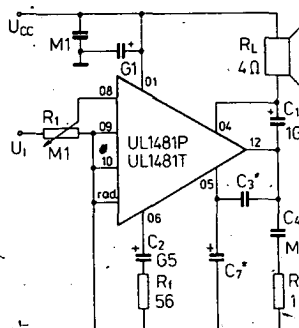 UCC
M1
G1
RL
4Ω
01
R1
08
04
C1
1G
UI
M1
09
UL1481P
12
10
UL1481T
rad.
05
C3*
06
C2
G5
C7*
C4
M
Rf
56
R
1